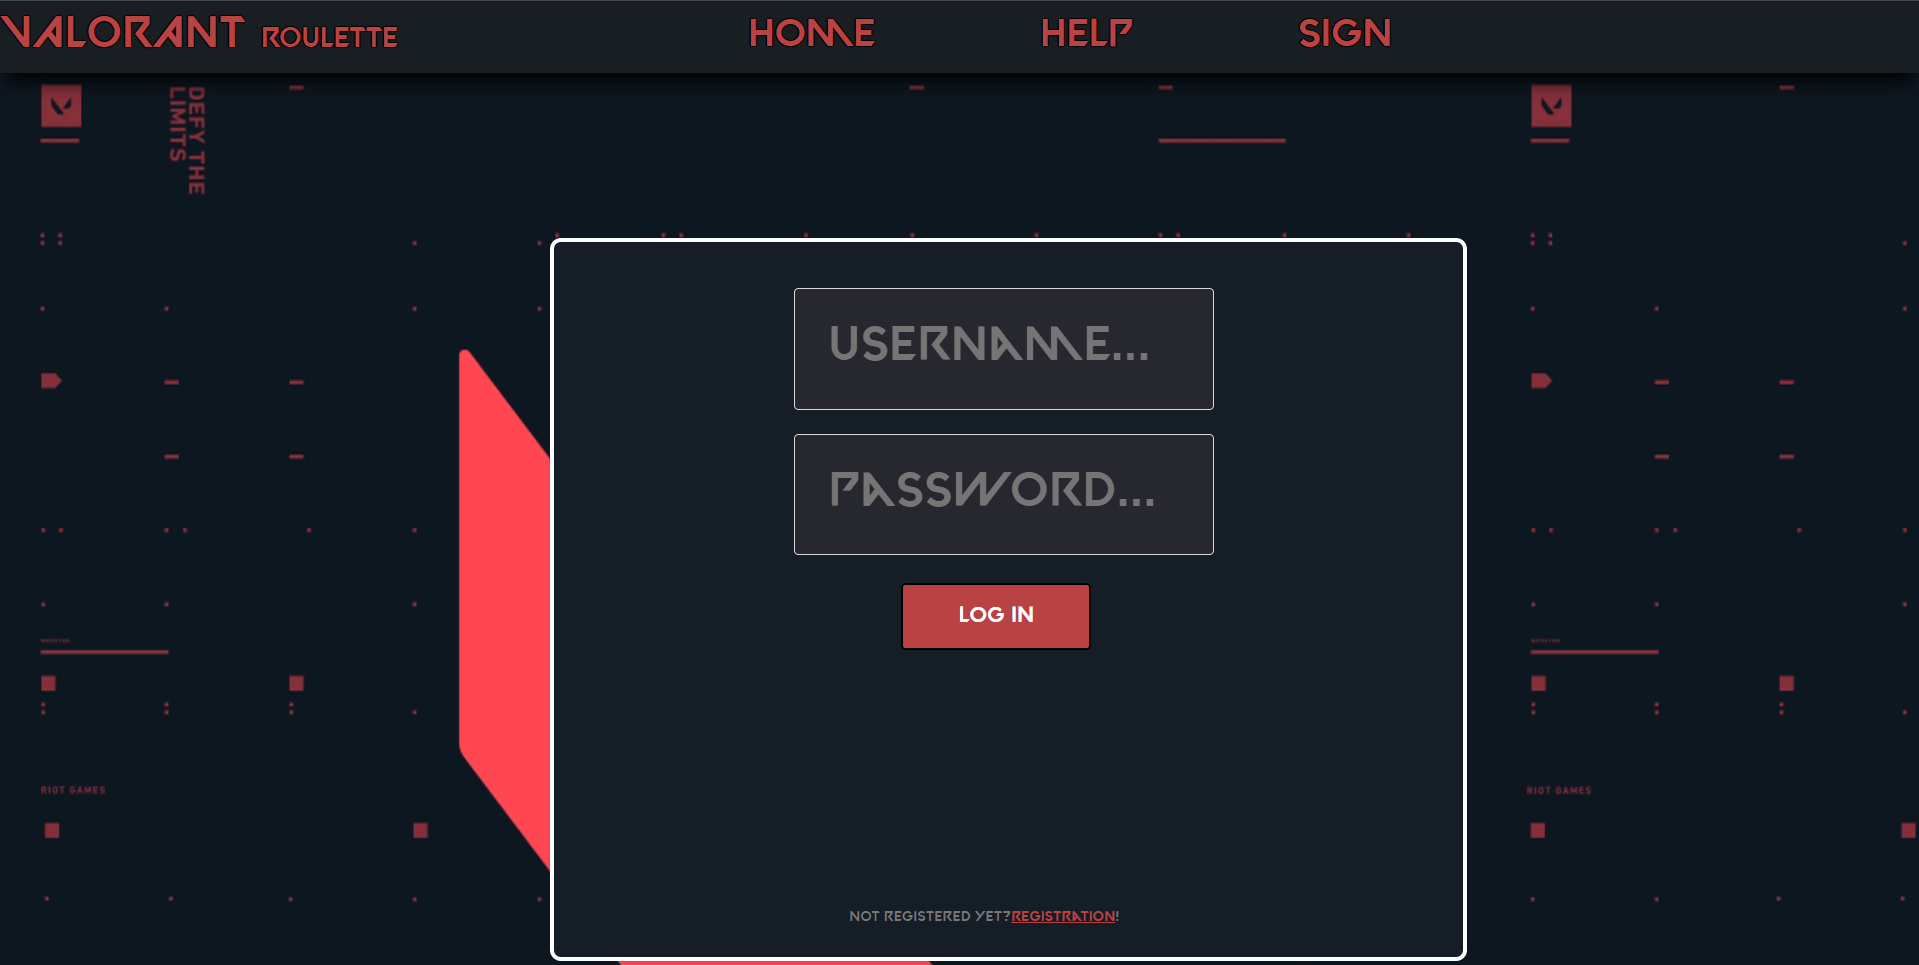 VALORANT ROULETTE HOME HELP SIGN
DEFY THE
LIMITS
USERNAME...
PASSWORD...
LOG IN
RIOT GAMES
RIOT GAMES
NOT REGISTERED YET?REGISTRATION!